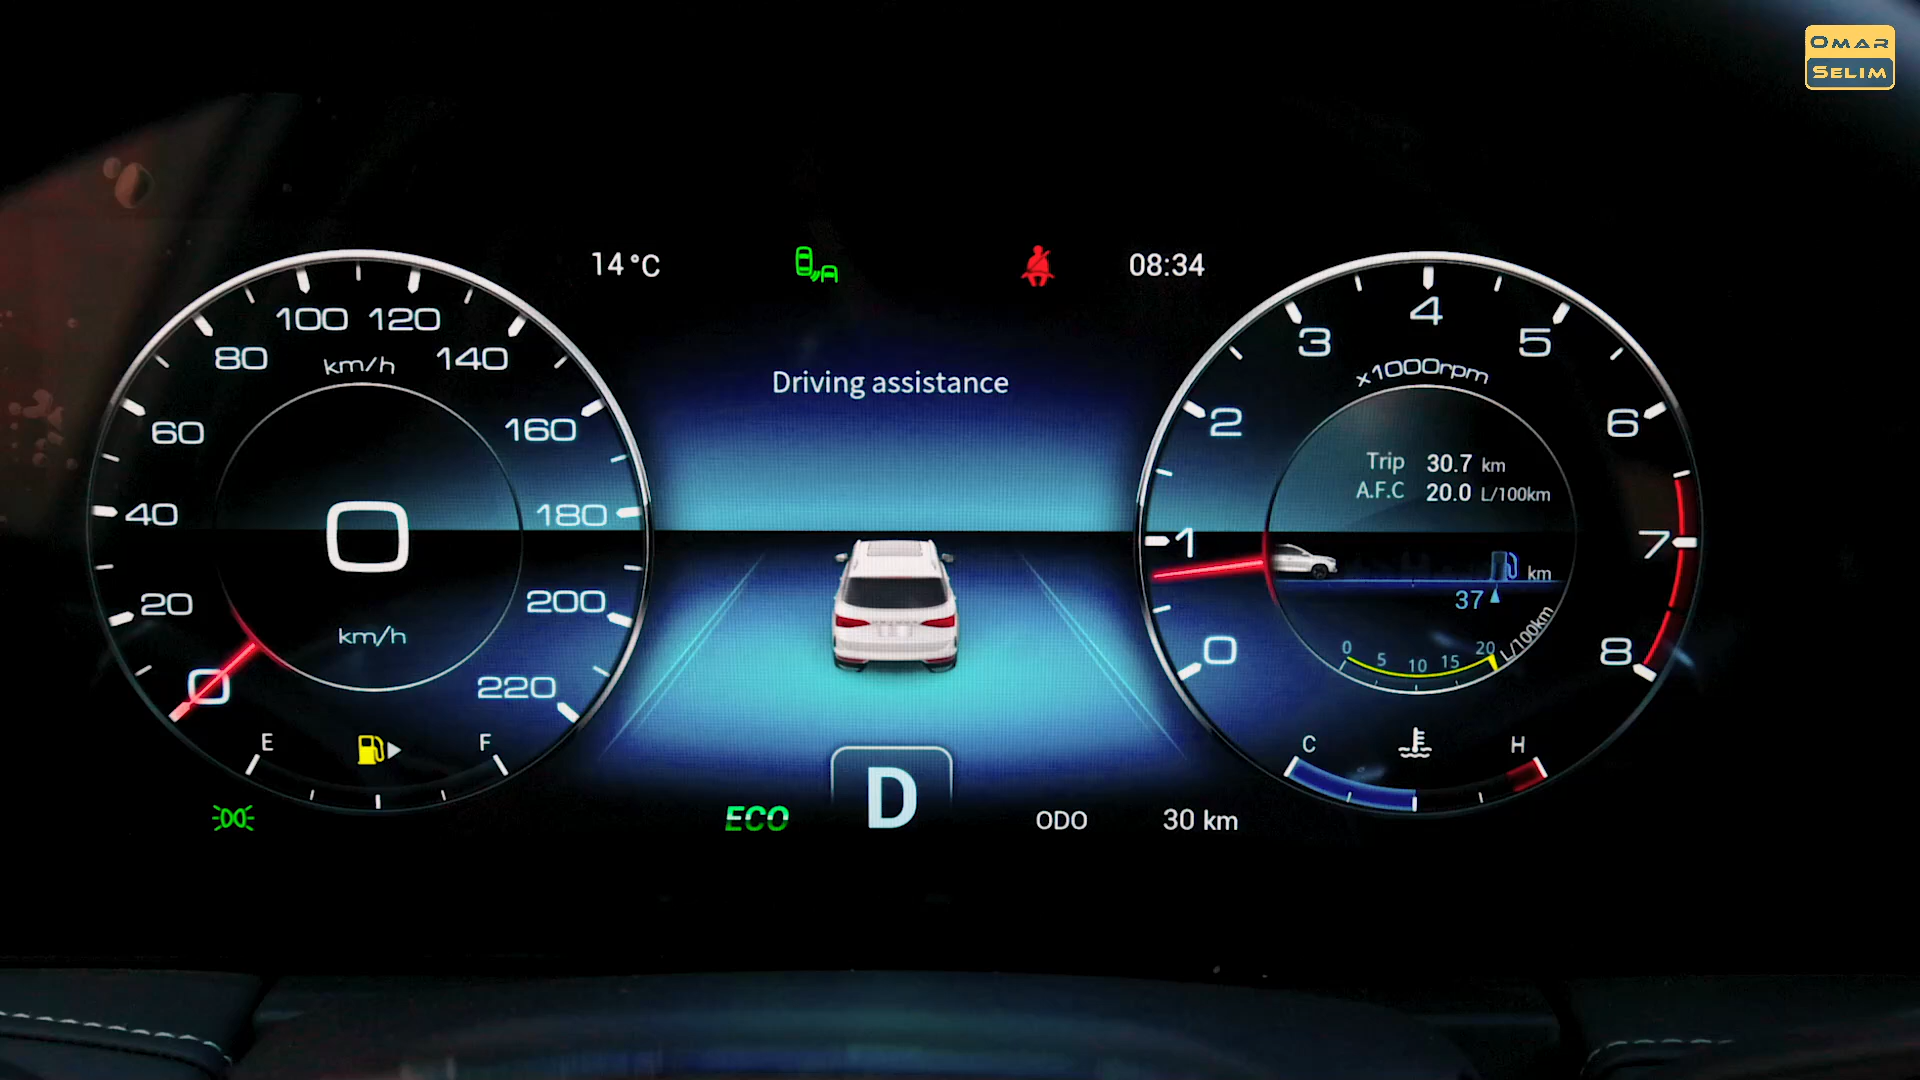 OMAR
SELIM
14°C
08:34
Driving assistance
0
20
40
60
80
100
120
140
160
180
200
220
km/h
0
km/h
E
F
0
1
2
3
4
5
6
7
8
x1000rpm
Trip 30.7 km
A.F.C 20.0 L/100km
km
37
0 5 10 15 20 L/100km
C
H
ECO
D
ODO 30 km